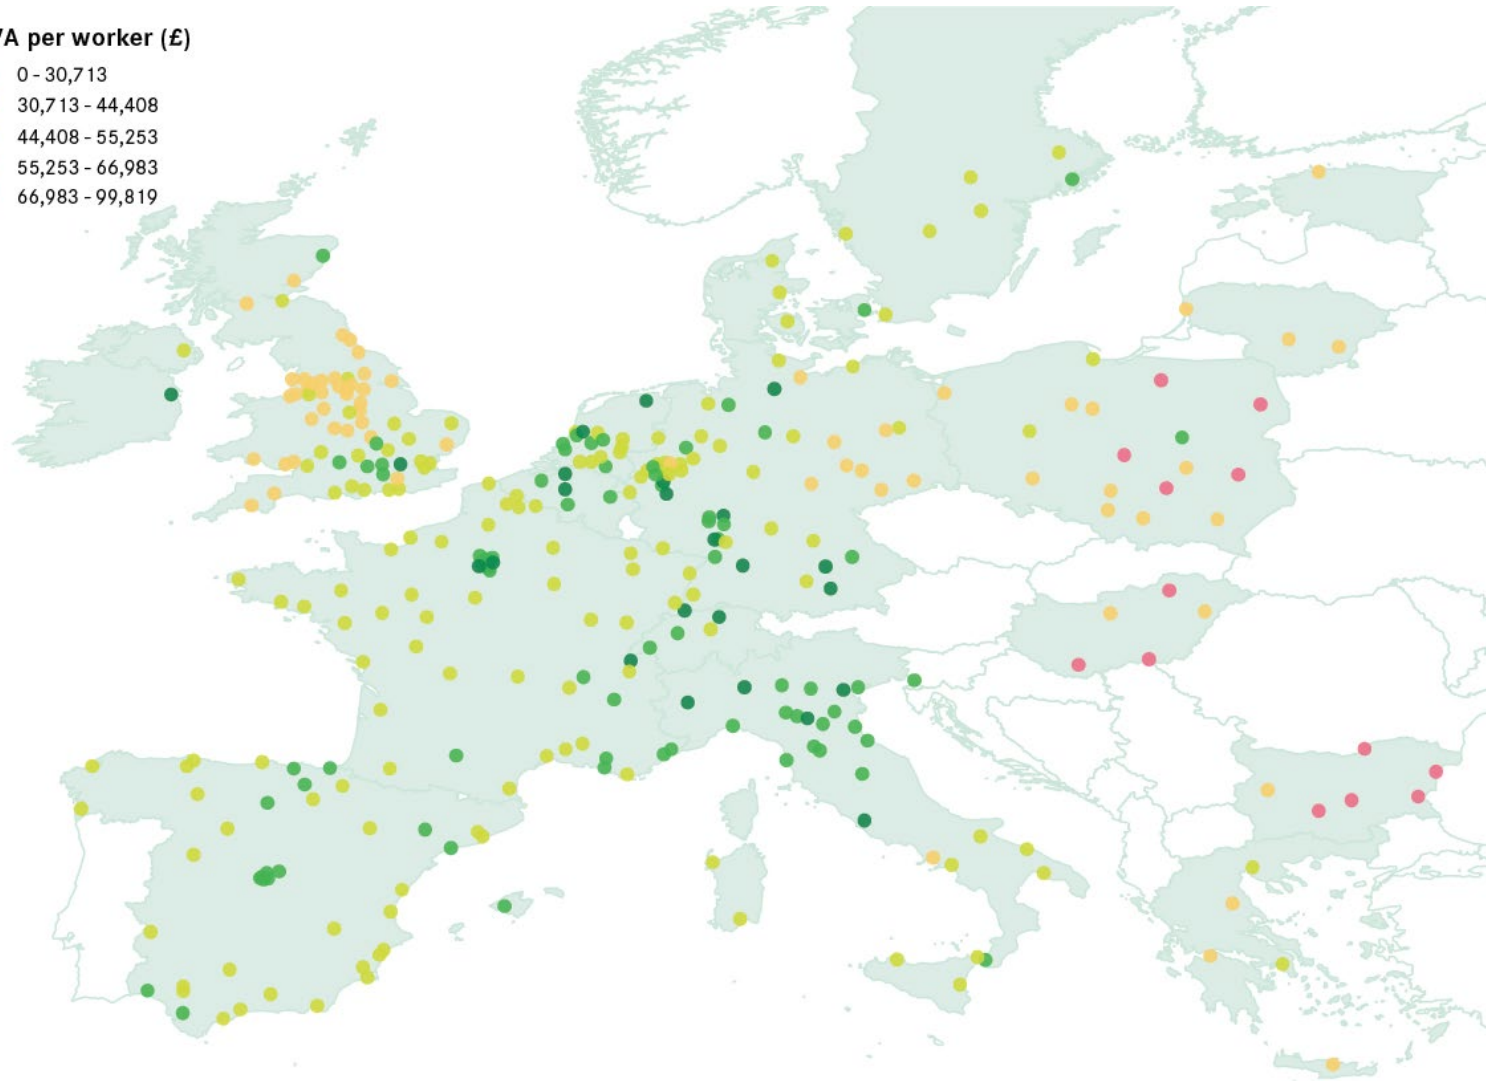 /A per worker (£)
0 - 30,713
30,713 - 44,408
44,408 - 55,253
55,253 - 66,983
66,983 - 99,819